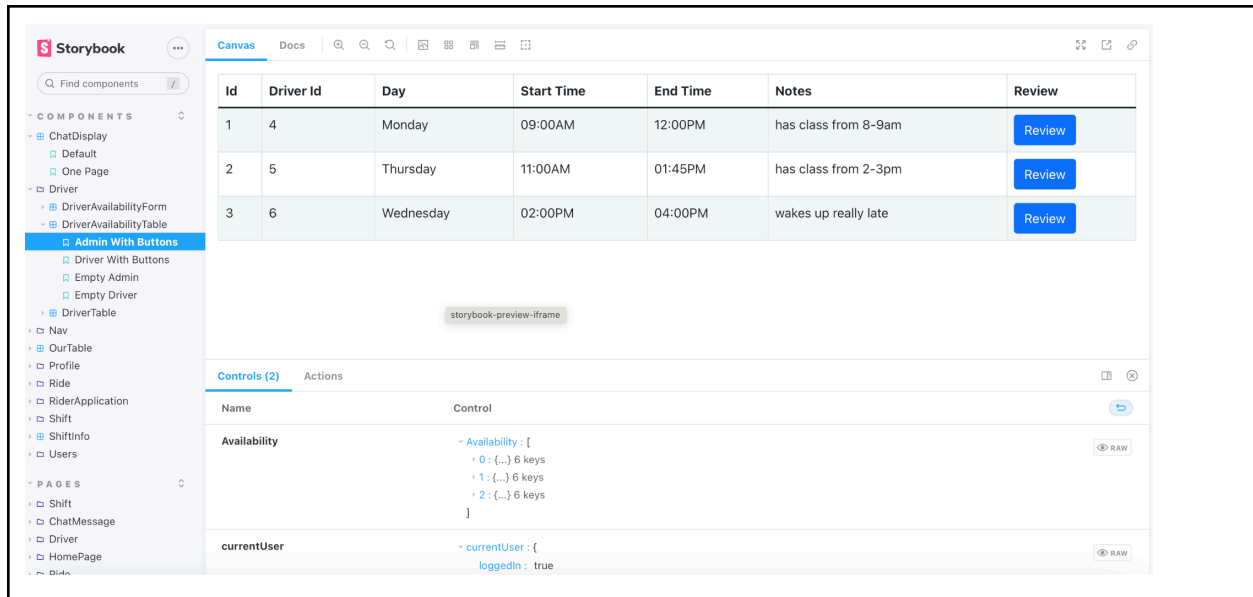 Storybook
Find components /
COMPONENTS
ChatDisplay
Default
One Page
Driver
DriverAvailabilityForm
DriverAvailabilityTable
Admin With Buttons
Driver With Buttons
Empty Admin
Empty Driver
DriverTable
Nav
OurTable
Profile
Ride
RiderApplication
Shift
ShiftInfo
Users
PAGES
Shift
ChatMessage
Driver
HomePage
Ride
Canvas Docs
Id Driver Id Day Start Time End Time Notes Review
1 4 Monday 09:00AM 12:00PM has class from 8-9am Review
2 5 Thursday 11:00AM 01:45PM has class from 2-3pm Review
3 6 Wednesday 02:00PM 04:00PM wakes up really late Review
storybook-preview-iframe
Controls (2) Actions
Name Control
Availability Availability : [ RAW
0 : {...} 6 keys
1 : {...} 6 keys
2 : {...} 6 keys
]
currentUser currentUser : { RAW
loggedIn : true